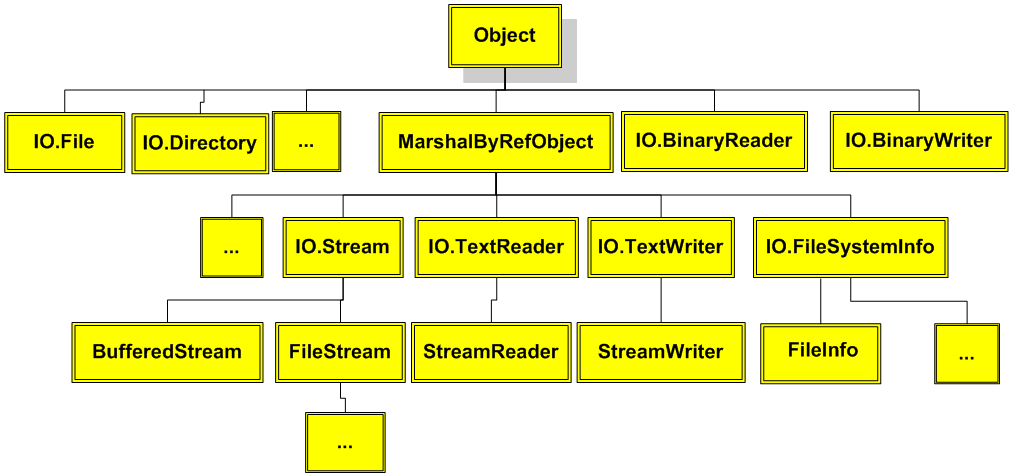 Object
IO.File
IO.Directory
...
MarshalByRefObject
IO.BinaryReader
IO.BinaryWriter
...
IO.Stream
IO.TextReader
IO.TextWriter
IO.FileSystemInfo
BufferedStream
FileStream
StreamReader
StreamWriter
FileInfo
...
...